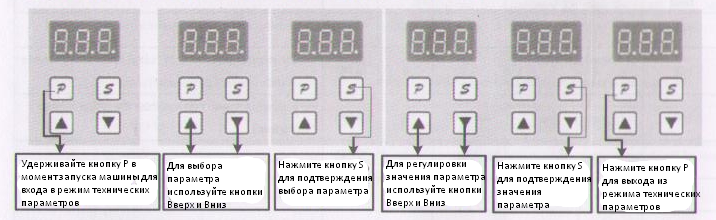 8.8.8. 8.8.8. 8.8.8. 8.8.8. 8.8.8. 8.8.8.
P S P S P S P S P S P S
Удерживайте кнопку P в
момент запуска машины для
входа в режим технических
параметров
Для выбора
параметра
используйте кнопки
Вверх и Вниз
Нажмите кнопку S ,
для подтверждения
выбора параметра
Для регулировки
значения параметра
используйте кнопки
Вверх и Вниз
Нажмите кнопку S
для подтверждения
значения
параметра
Нажмите кнопку P
для выхода из
режима технических
параметров